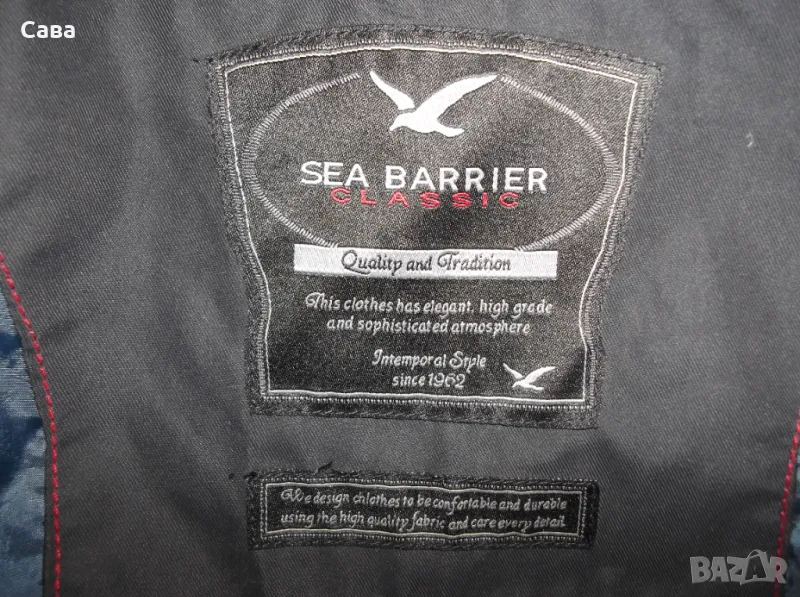 Сава
SEA BARRIER
CLASSIC
Quality and Tradition
This clothes has elegant, high grade
and sophisticated atmosphere
Intemporal Style
since 1962
We design chlothes to be confortable and durable
using the high quality fabric and care every detail
BAZAR